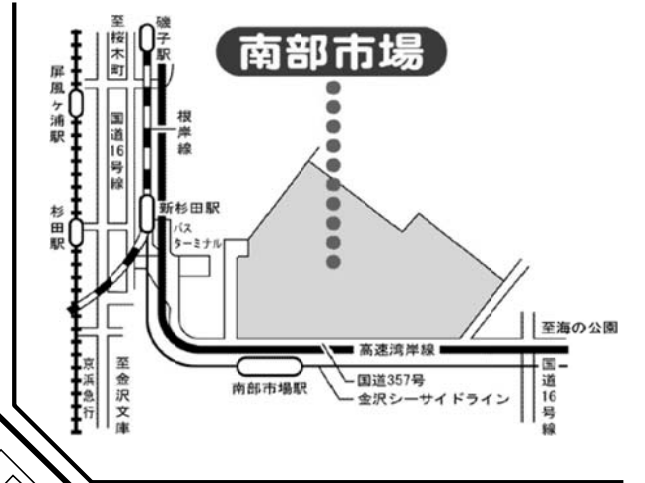 南部市場
至桜木町
磯子駅
屏風ヶ浦駅
国道16号線
根岸線
杉田駅
新杉田駅
バス
ターミナル
京浜急行
至金沢文庫
南部市場駅
高速湾岸線
国道357号
金沢シーサイドライン
至海の公園
国道16号線